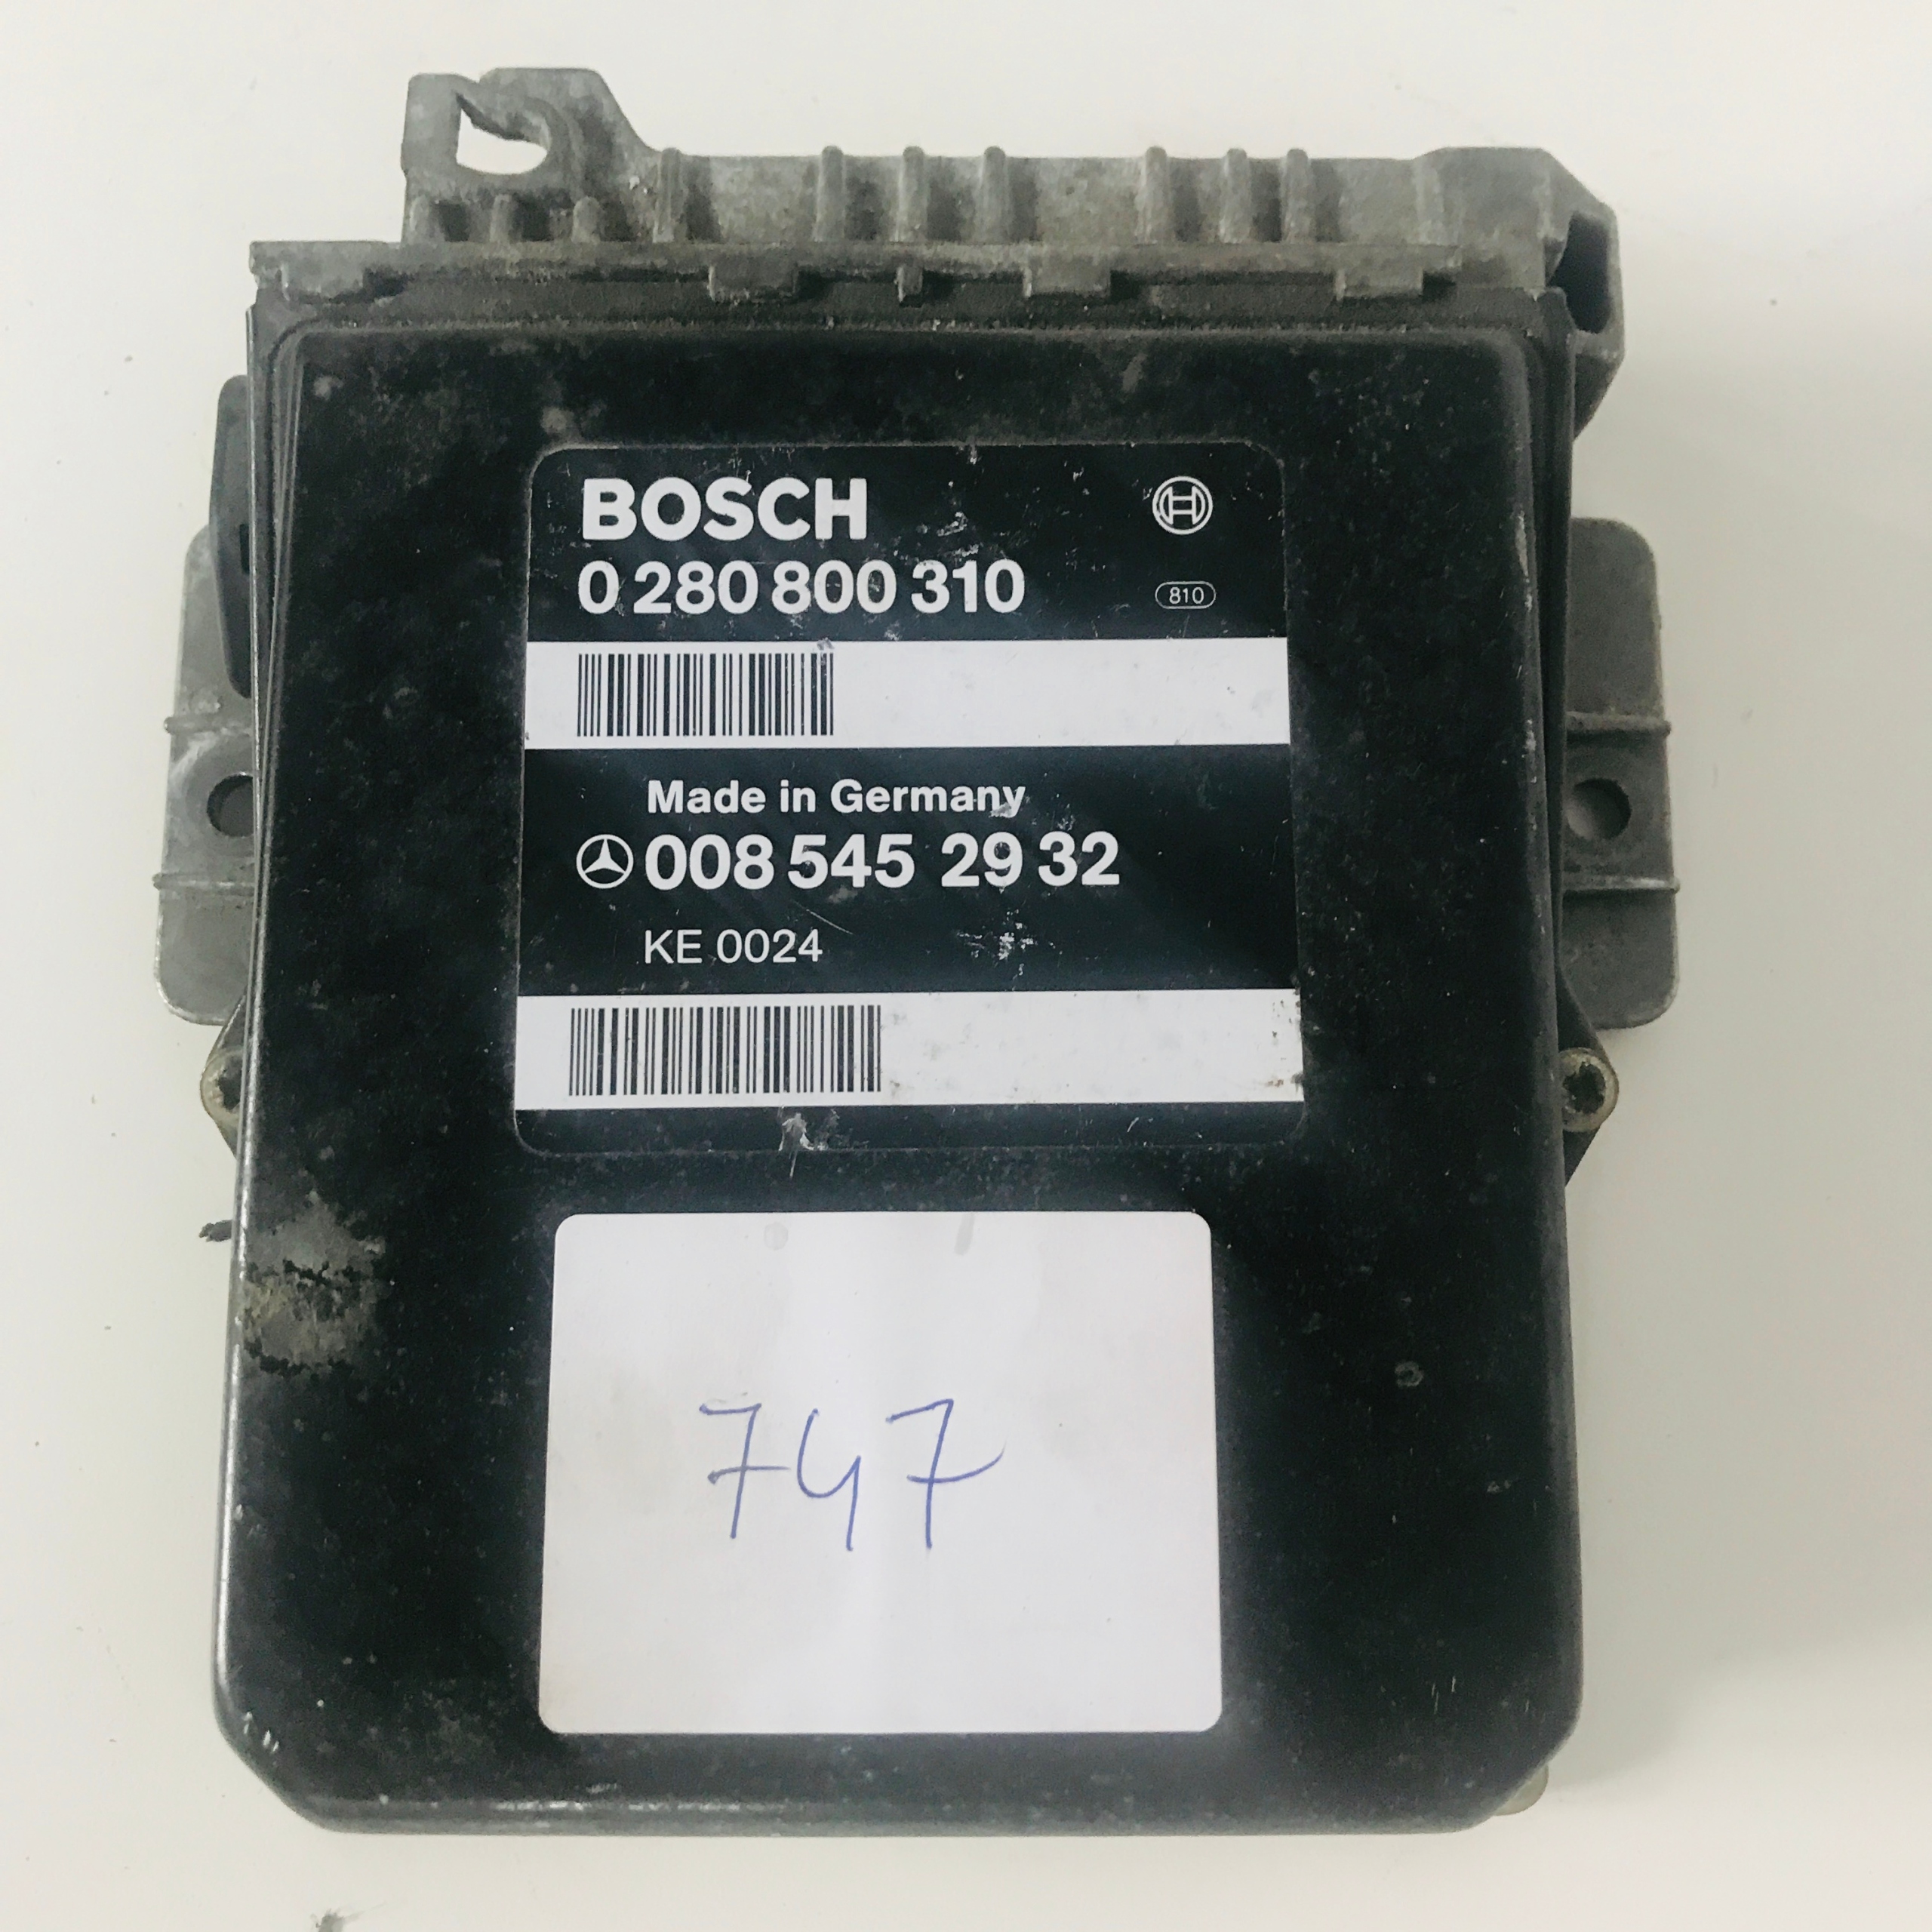 BOSCH
0 280 800 310
810
Made in Germany
008 545 29 32
KE 0024
747